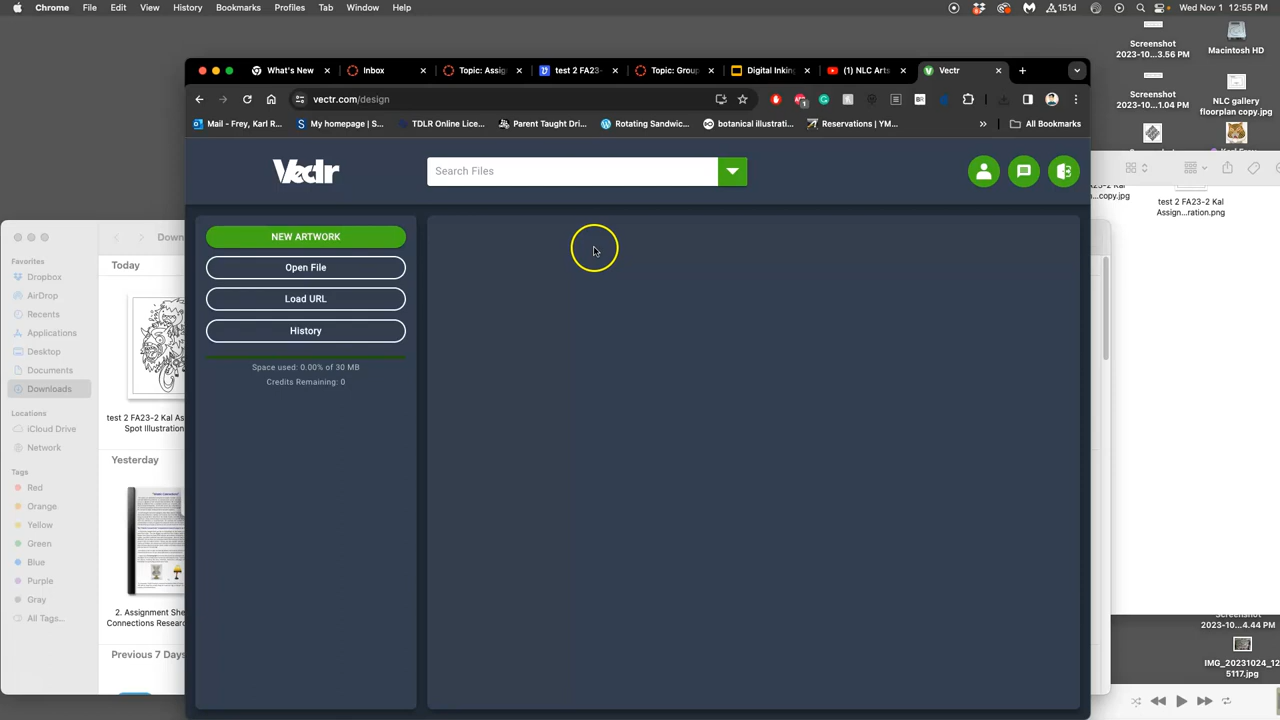 Chrome File Edit View History Bookmarks Profiles Tab Window Help 151d Wed Nov 1 12:55 PM
Screenshot 2023-10...3.56 PM
Macintosh HD
What's New
Inbox
Topic: Assig
test 2 FA23-
Topic: Group
Digital Inkin
(1) NLC Arts
Vectr
vectr.com/design
Screenshot 2023-10...1.04 PM
NLC gallery floorplan copy.jpg
Mail - Frey, Karl R...
My homepage | S...
TDLR Online Lice...
Parent Taught Dri...
Rotating Sandwic...
botanical illustrati...
Reservations | YM...
»
All Bookmarks
Vectr
Search Files
...copy.jpg
test 2 FA23-2 Kal Assign...ration.png
NEW ARTWORK
Open File
Load URL
History
Space used: 0.00% of 30 MB
Credits Remaining: 0
Down
Favorites
Dropbox
AirDrop
Recents
Applications
Desktop
Documents
Downloads
Locations
iCloud Drive
Network
Tags
Red
Orange
Yellow
Green
Blue
Purple
Gray
All Tags...
Today
test 2 FA23-2 Kal As
Spot Illustration
Yesterday
2. Assignment She
Connections Resear
Previous 7 Days
Screenshot
2023-10...4.44 PM
IMG_20231024_12
5117.jpg